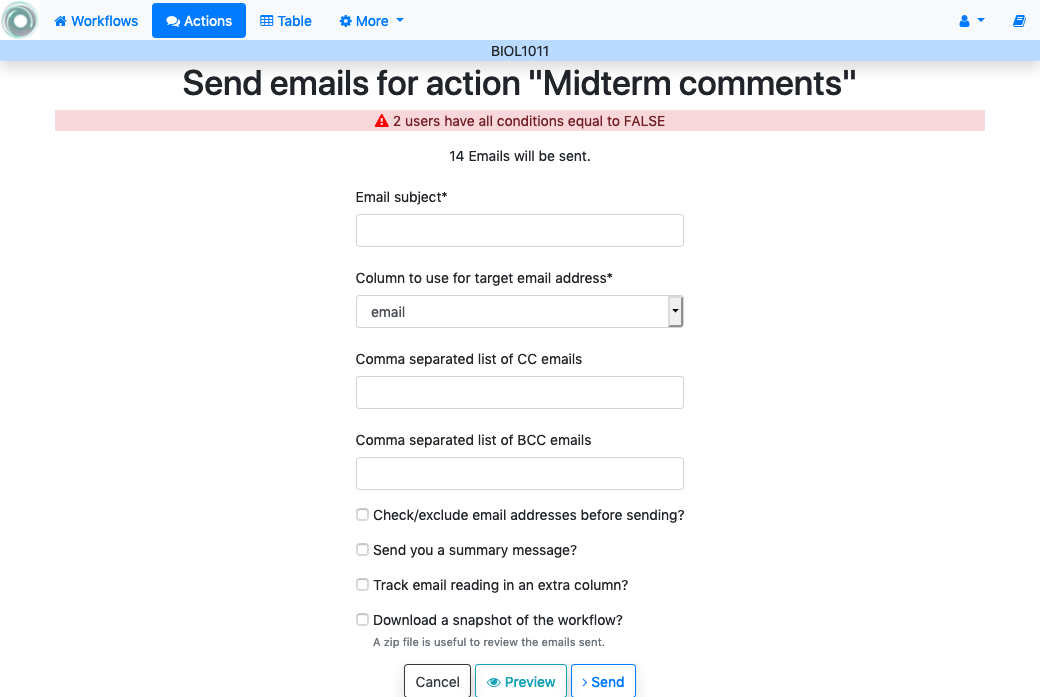 Workflows Actions Table More
BIOL1011
Send emails for action "Midterm comments"
2 users have all conditions equal to FALSE
14 Emails will be sent.
Email subject*
Column to use for target email address*
email
Comma separated list of CC emails
Comma separated list of BCC emails
Check/exclude email addresses before sending?
Send you a summary message?
Track email reading in an extra column?
Download a snapshot of the workflow?
A zip file is useful to review the emails sent.
Cancel Preview Send